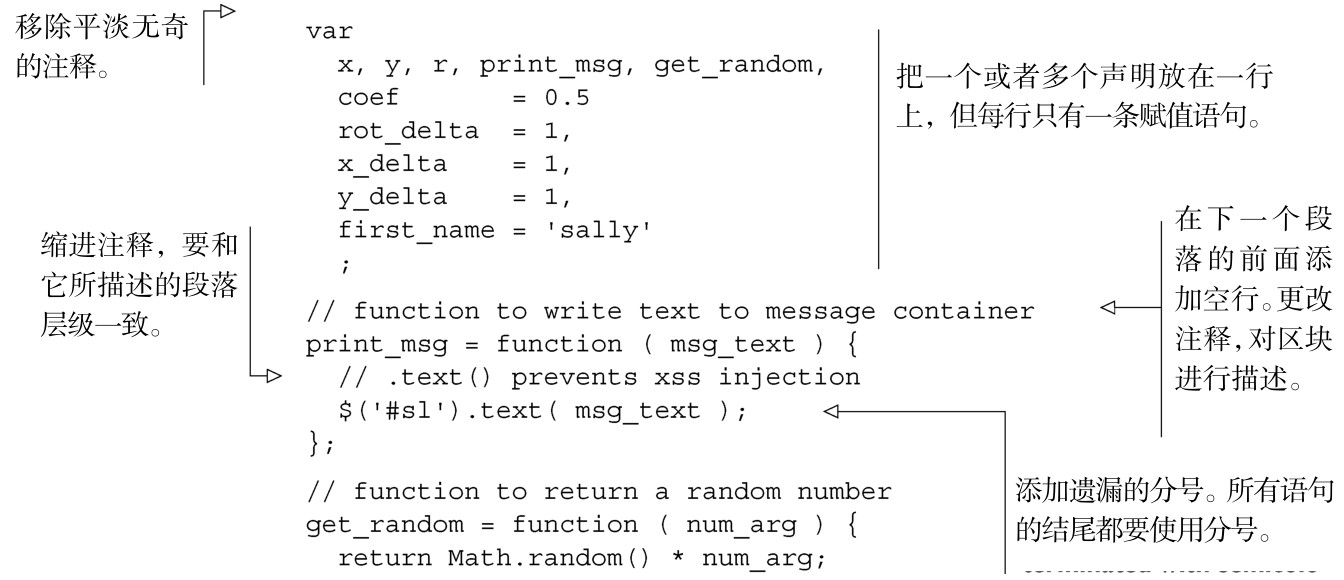 移除平淡无奇
的注释。
var
x, y, r, print_msg, get_random,
coef = 0.5
rot_delta = 1,
x_delta = 1,
y_delta = 1,
first_name = 'sally'
;
把一个或者多个声明放在一行
上，但每行只有一条赋值语句。
缩进注释，要和
它所描述的段落
层级一致。
在下一个段
落的前面添
加空行。更改
注释，对区块
进行描述。
// function to write text to message container
print_msg = function ( msg_text ) {
// .text() prevents xss injection
$('#sl').text( msg_text );
};
添加遗漏的分号。所有语句
的结尾都要使用分号。
// function to return a random number
get_random = function ( num_arg ) {
return Math.random() * num_arg;